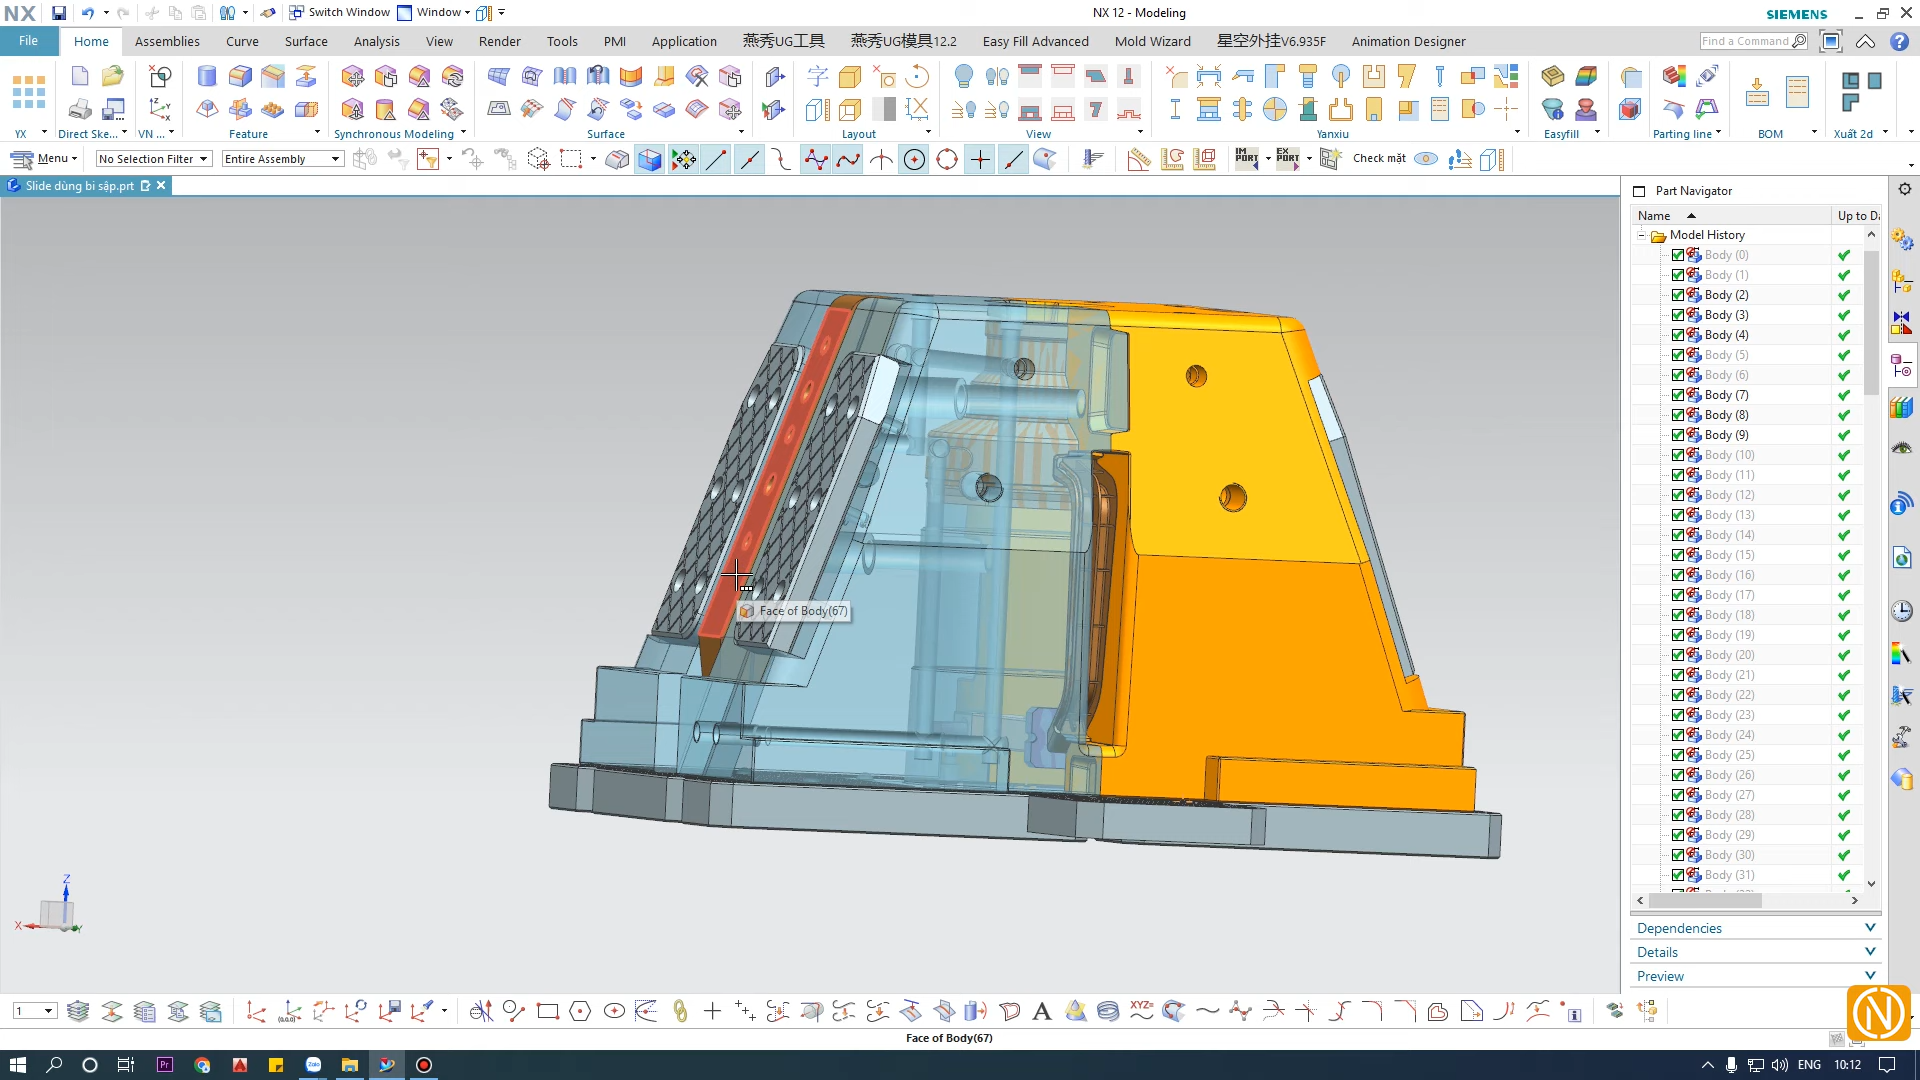 NX
Switch Window
Window
NX 12 - Modeling
SIEMENS
File
Home
Assemblies
Curve
Surface
Analysis
View
Render
Tools
PMI
Application
燕秀UG工具
燕秀UG模具12.2
Easy Fill Advanced
Mold Wizard
星空外挂V6.935F
Animation Designer
Find a Command
YX
Direct Ske...
VN ...
Feature
Synchronous Modeling
Surface
Layout
View
Yanxiu
Easyfill
Parting line
BOM
Xuất 2d
Menu
No Selection Filter
Entire Assembly
IM PORT
EX PORT
Check mặt
Slide dùng bi sập.prt
Part Navigator
Name
Up to Da
Model History
Body (0)
Body (1)
Body (2)
Body (3)
Body (4)
Body (5)
Body (6)
Body (7)
Body (8)
Body (9)
Body (10)
Body (11)
Body (12)
Body (13)
Body (14)
Body (15)
Body (16)
Body (17)
Body (18)
Body (19)
Body (20)
Body (21)
Body (22)
Body (23)
Body (24)
Body (25)
Body (26)
Body (27)
Body (28)
Body (29)
Body (30)
Body (31)
Dependencies
Details
Preview
Face of Body(67)
Z
X
Y
1
XYZ=
Face of Body(67)
ENG
10:12